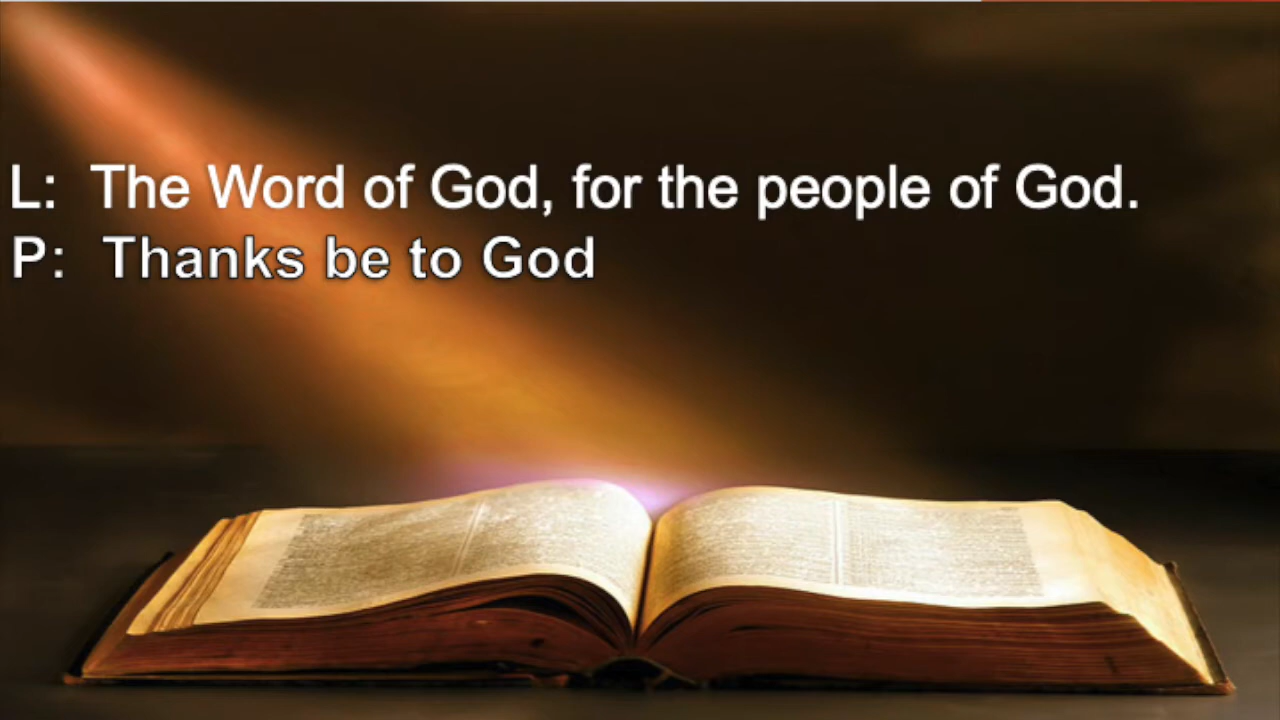 L: The Word of God, for the people of God.
P: Thanks be to God